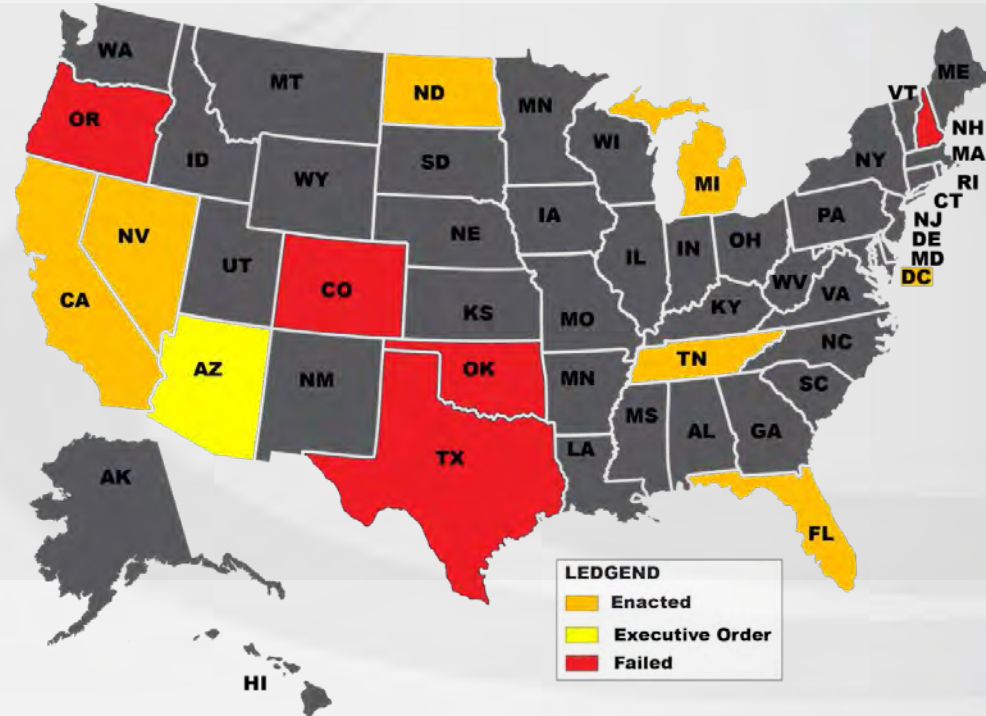 WA
MT
ND
MN
ME
VT
OR
ID
SD
WI
NH
MA
NY
WY
MI
RI
CT
IA
PA
NJ
NE
NV
UT
IL
IN
OH
DE
MD
DC
CA
CO
WV
VA
KS
MO
KY
NC
AZ
NM
OK
TN
MN
SC
MS
AL
GA
TX
LA
AK
FL
HI
LEDGEND
Enacted
Executive Order
Failed